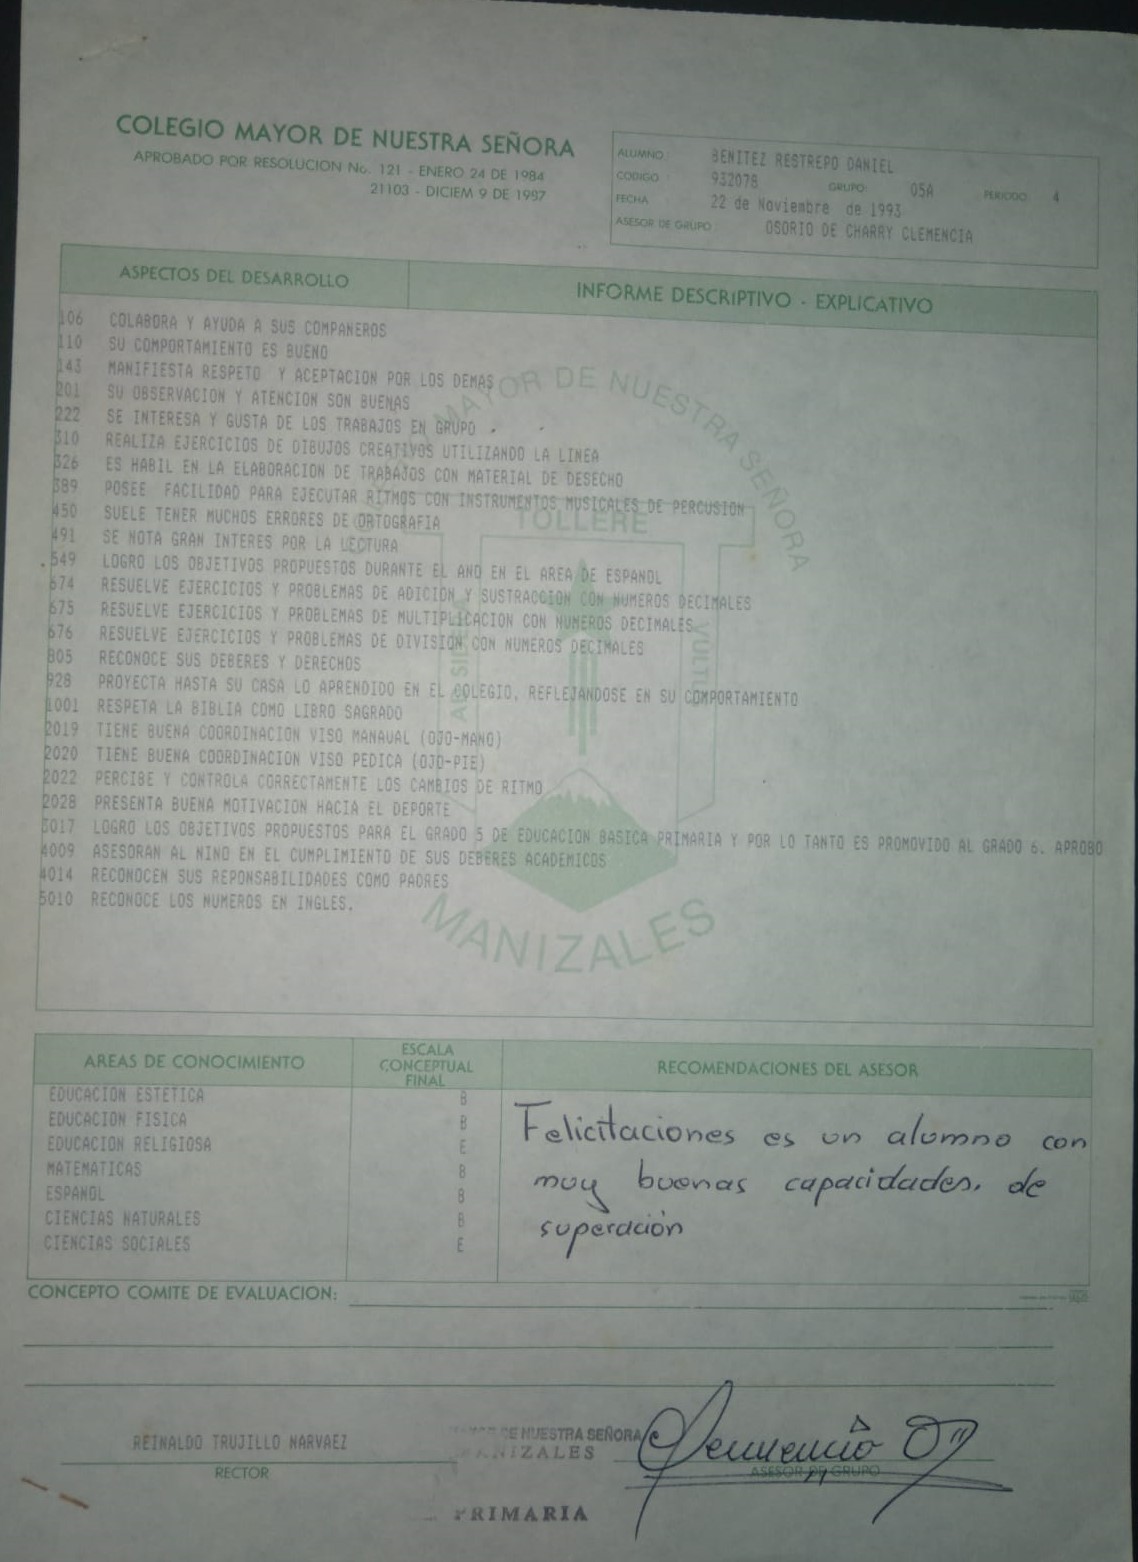 COLEGIO MAYOR DE NUESTRA SEÑORA
APROBADO POR RESOLUCION No. 121 - ENERO 24 DE 1984
21103 - DICIEM 9 DE 1987
ALUMNO: BENITEZ RESTREPO DANIEL
CODIGO 932078 GRUPO: 05A PERIODO: 4
FECHA 22 de Noviembre de 1993
ASESOR DE GRUPO: OSORIO DE CHARRY CLEMENCIA
ASPECTOS DEL DESARROLLO INFORME DESCRIPTIVO - EXPLICATIVO
106 COLABORA Y AYUDA A SUS COMPANEROS
110 SU COMPORTAMIENTO ES BUENO
143 MANIFIESTA RESPETO Y ACEPTACION POR LOS DEMAS
201 SU OBSERVACION Y ATENCION SON BUENAS
222 SE INTERESA Y GUSTA DE LOS TRABAJOS EN GRUPO .
310 REALIZA EJERCICIOS DE DIBUJOS CREATIVOS UTILIZANDO LA LINEA
326 ES HABIL EN LA ELABORACION DE TRABAJOS CON MATERIAL DE DESECHO
389 POSEE FACILIDAD PARA EJECUTAR RITMOS CON INSTRUMENTOS MUSICALES DE PERCUSION
450 SUELE TENER MUCHOS ERRORES DE ORTOGRAFIA
491 SE NOTA GRAN INTERES POR LA LECTURA
549 LOGRO LOS OBJETIVOS PROPUESTOS DURANTE EL ANO EN EL AREA DE ESPANOL
674 RESUELVE EJERCICIOS Y PROBLEMAS DE ADICION Y SUSTRACCION CON NUMEROS DECIMALES
675 RESUELVE EJERCICIOS Y PROBLEMAS DE MULTIPLICACION CON NUMEROS DECIMALES
676 RESUELVE EJERCICIOS Y PROBLEMAS DE DIVISION CON NUMEROS DECIMALES
805 RECONOCE SUS DEBERES Y DERECHOS
928 PROYECTA HASTA SU CASA LO APRENDIDO EN EL COLEGIO, REFLEJANDOSE EN SU COMPORTAMIENTO
1001 RESPETA LA BIBLIA COMO LIBRO SAGRADO
2019 TIENE BUENA COORDINACION VISO MANAUAL (OJO-MANO)
2020 TIENE BUENA COORDINACION VISO PEDICA (OJO-PIE)
2022 PERCIBE Y CONTROLA CORRECTAMENTE LOS CAMBIOS DE RITMO
2028 PRESENTA BUENA MOTIVACION HACIA EL DEPORTE
3017 LOGRO LOS OBJETIVOS PROPUESTOS PARA EL GRADO 5 DE EDUCACION BASICA PRIMARIA Y POR LO TANTO ES PROMOVIDO AL GRADO 6. APROBO
4009 ASESORAN AL NINO EN EL CUMPLIMIENTO DE SUS DEBERES ACADEMICOS
4014 RECONOCEN SUS REPONSABILIDADES COMO PADRES
5010 RECONOCE LOS NUMEROS EN INGLES.
MAYOR DE NUESTRA SEÑORA
TOLLERE
VULTU
MANIZALES
AREAS DE CONOCIMIENTO ESCALA CONCEPTUAL FINAL RECOMENDACIONES DEL ASESOR
EDUCACION ESTETICA B
EDUCACION FISICA B
EDUCACION RELIGIOSA E
MATEMATICAS B
ESPANOL B
CIENCIAS NATURALES B
CIENCIAS SOCIALES E
Felicitaciones es un alumno con
muy buenas capacidades. de
superación
CONCEPTO COMITE DE EVALUACION:
REINALDO TRUJILLO NARVAEZ
RECTOR
DE NUESTRA SEÑORA
MANIZALES
ASESOR DE GRUPO
PRIMARIA